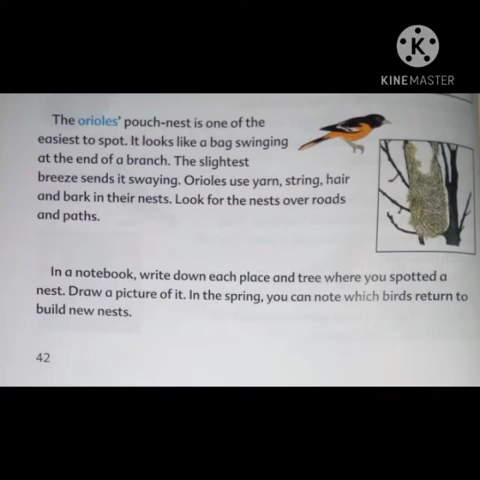 KINEMASTER
The orioles' pouch-nest is one of the
easiest to spot. It looks like a bag swinging
at the end of a branch. The slightest
breeze sends it swaying. Orioles use yarn, string, hair
and bark in their nests. Look for the nests over roads
and paths.
In a notebook, write down each place and tree where you spotted a
nest. Draw a picture of it. In the spring, you can note which birds return to
build new nests.
42